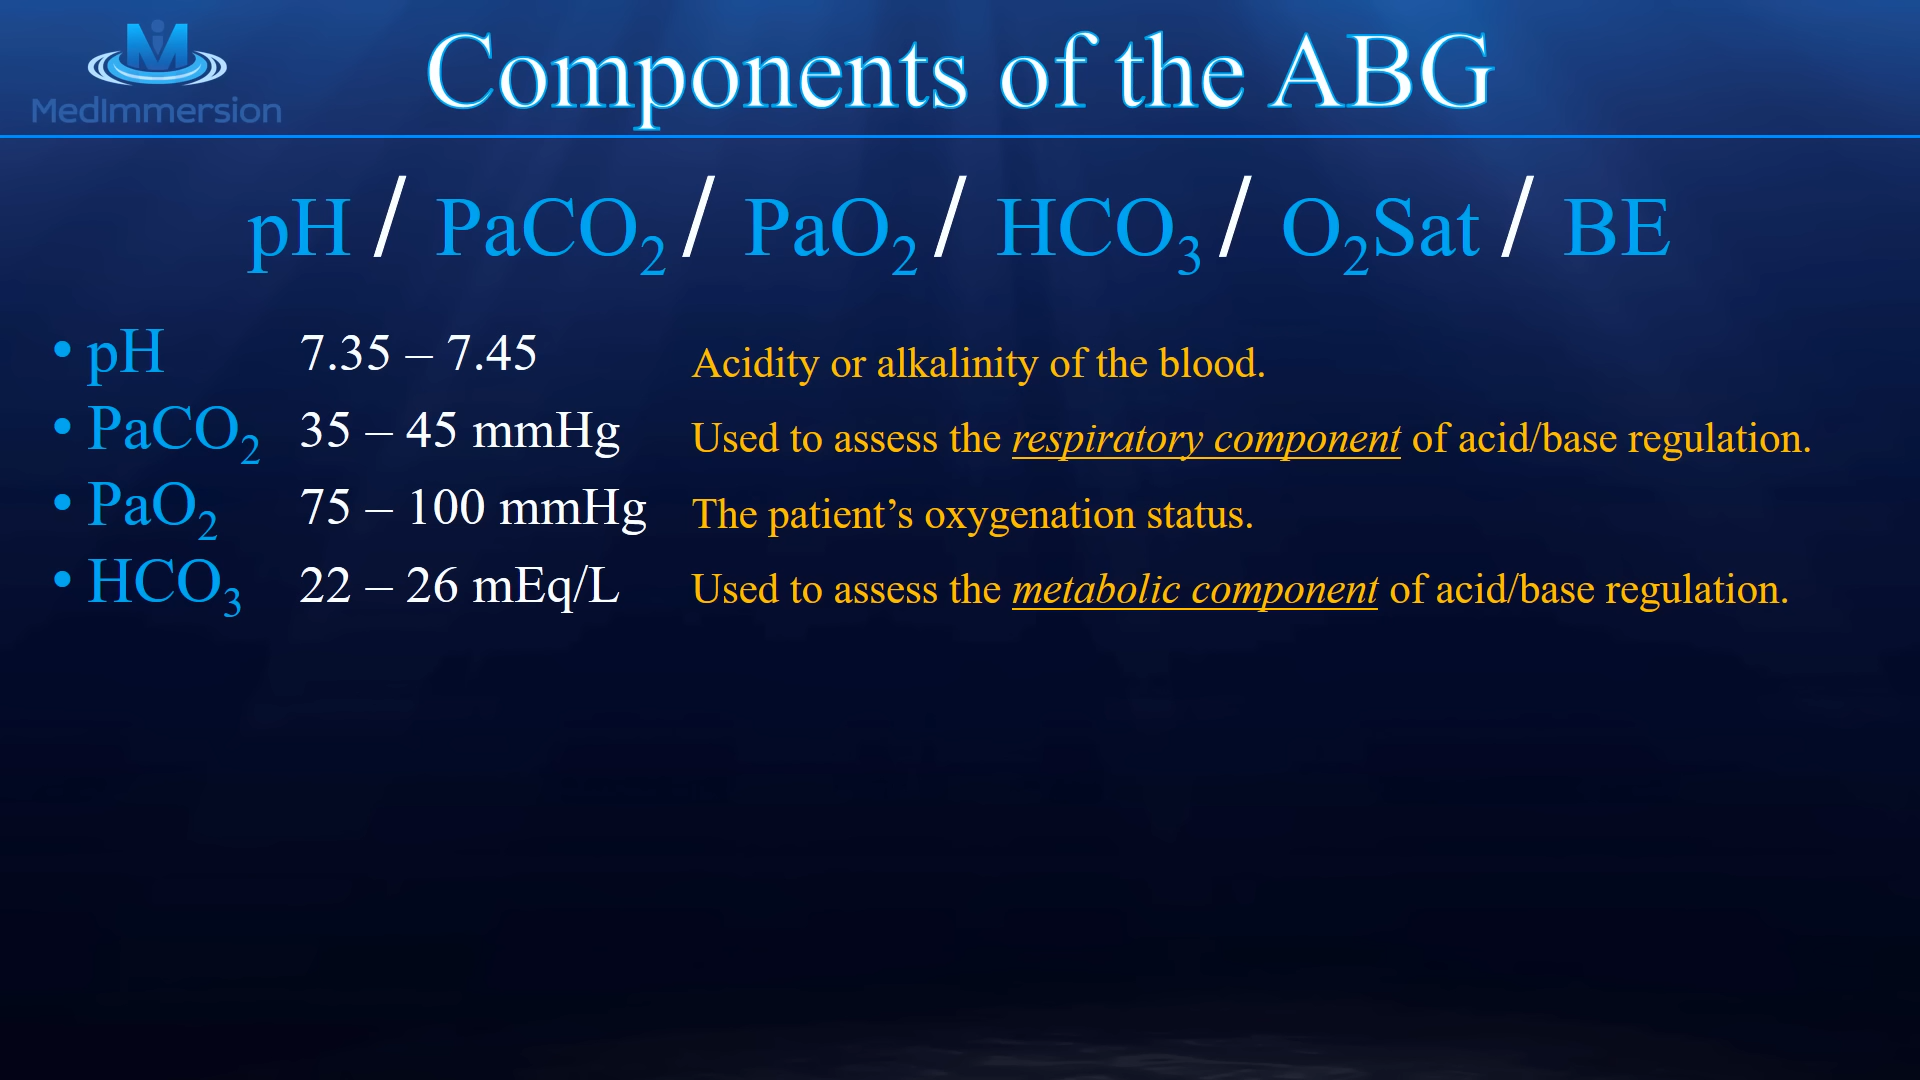 MedImmersion
Components of the ABG
pH / PaCO₂ / PaO₂ / HCO₃ / O₂Sat / BE
• pH 7.35 – 7.45 Acidity or alkalinity of the blood.
• PaCO₂ 35 – 45 mmHg Used to assess the respiratory component of acid/base regulation.
• PaO₂ 75 – 100 mmHg The patient’s oxygenation status.
• HCO₃ 22 – 26 mEq/L Used to assess the metabolic component of acid/base regulation.